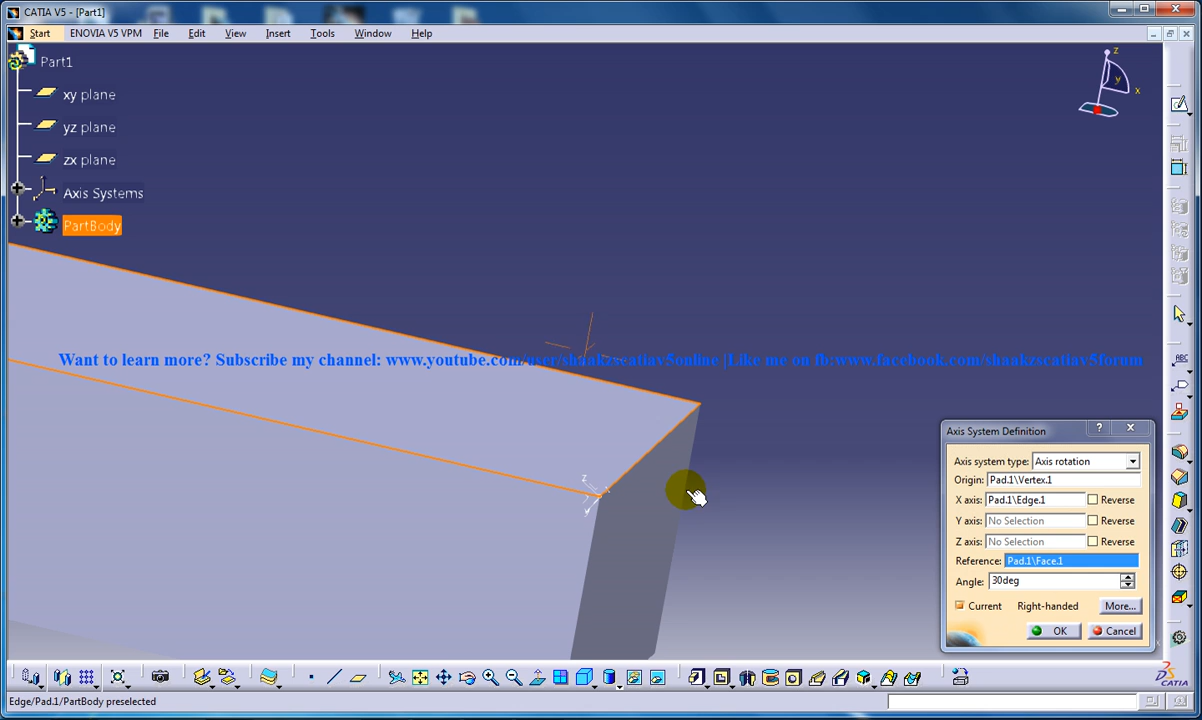 CATIA V5 - [Part1]
Start ENOVIA V5 VPM File Edit View Insert Tools Window Help
Part1
xy plane
yz plane
zx plane
Axis Systems
PartBody
z
y
x
Want to learn more? Subscribe my channel: www.youtube.com/user/shaakzscatiav5online |Like me on fb:www.facebook.com/shaakzscatiav5forum
z
y
Axis System Definition
Axis system type: Axis rotation
Origin: Pad.1\Vertex.1
X axis: Pad.1\Edge.1 Reverse
Y axis: No Selection Reverse
Z axis: No Selection Reverse
Reference: Pad.1\Face.1
Angle: 30deg
Current Right-handed More...
OK Cancel
ABC
CATIA
Edge/Pad.1/PartBody preselected